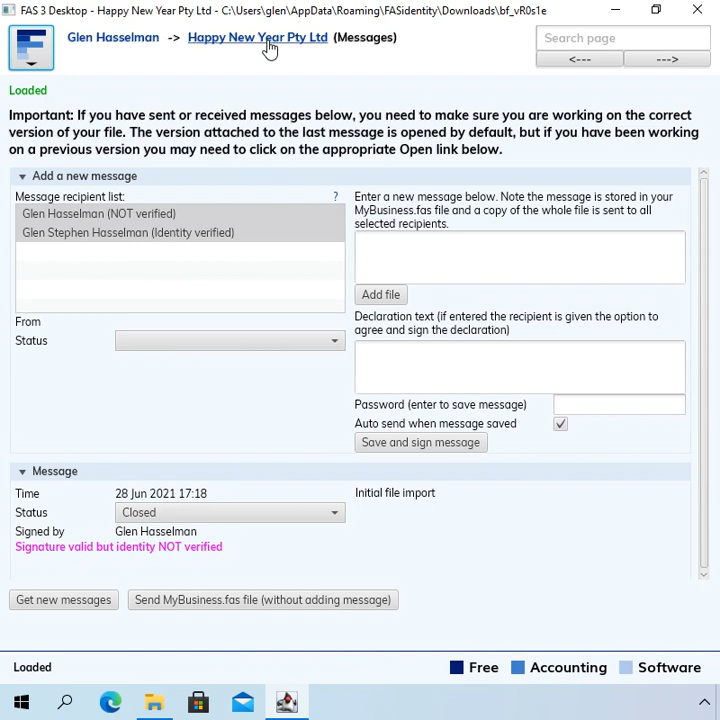 FAS 3 Desktop - Happy New Year Pty Ltd - C:\Users\glen\AppData\Roaming\FASidentity\Downloads\bf_vR0s1e
Glen Hasselman -> Happy New Year Pty Ltd (Messages)
Search page
<--- --->
Loaded
Important: If you have sent or received messages below, you need to make sure you are working on the correct
version of your file. The version attached to the last message is opened by default, but if you have been working
on a previous version you may need to click on the appropriate Open link below.
Add a new message
Message recipient list: ?
Glen Hasselman (NOT verified)
Glen Stephen Hasselman (Identity verified)
From
Status
Enter a new message below. Note the message is stored in your
MyBusiness.fas file and a copy of the whole file is sent to all
selected recipients.
Add file
Declaration text (if entered the recipient is given the option to
agree and sign the declaration)
Password (enter to save message)
Auto send when message saved
Save and sign message
Message
Time 28 Jun 2021 17:18
Status Closed
Signed by Glen Hasselman
Signature valid but identity NOT verified
Initial file import
Get new messages
Send MyBusiness.fas file (without adding message)
Loaded
Free Accounting Software